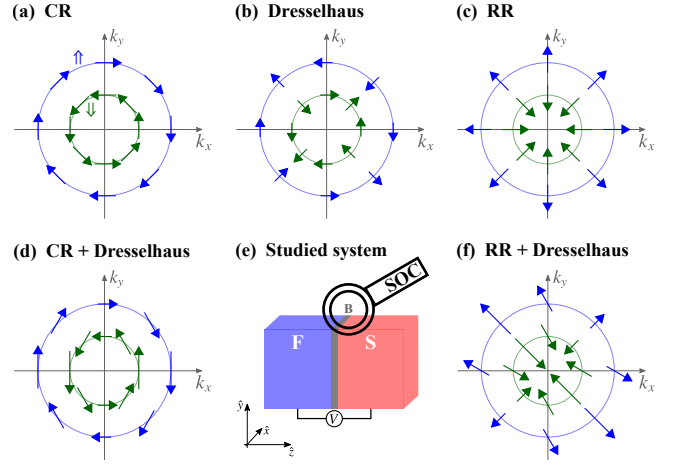 (a) CR
k_y
⇑
⇓
k_x
(b) Dresselhaus
k_y
k_x
(c) RR
k_y
k_x
(d) CR + Dresselhaus
k_y
k_x
(e) Studied system
SOC
B
F S
V
ŷ
x̂
ẑ
(f) RR + Dresselhaus
k_y
k_x